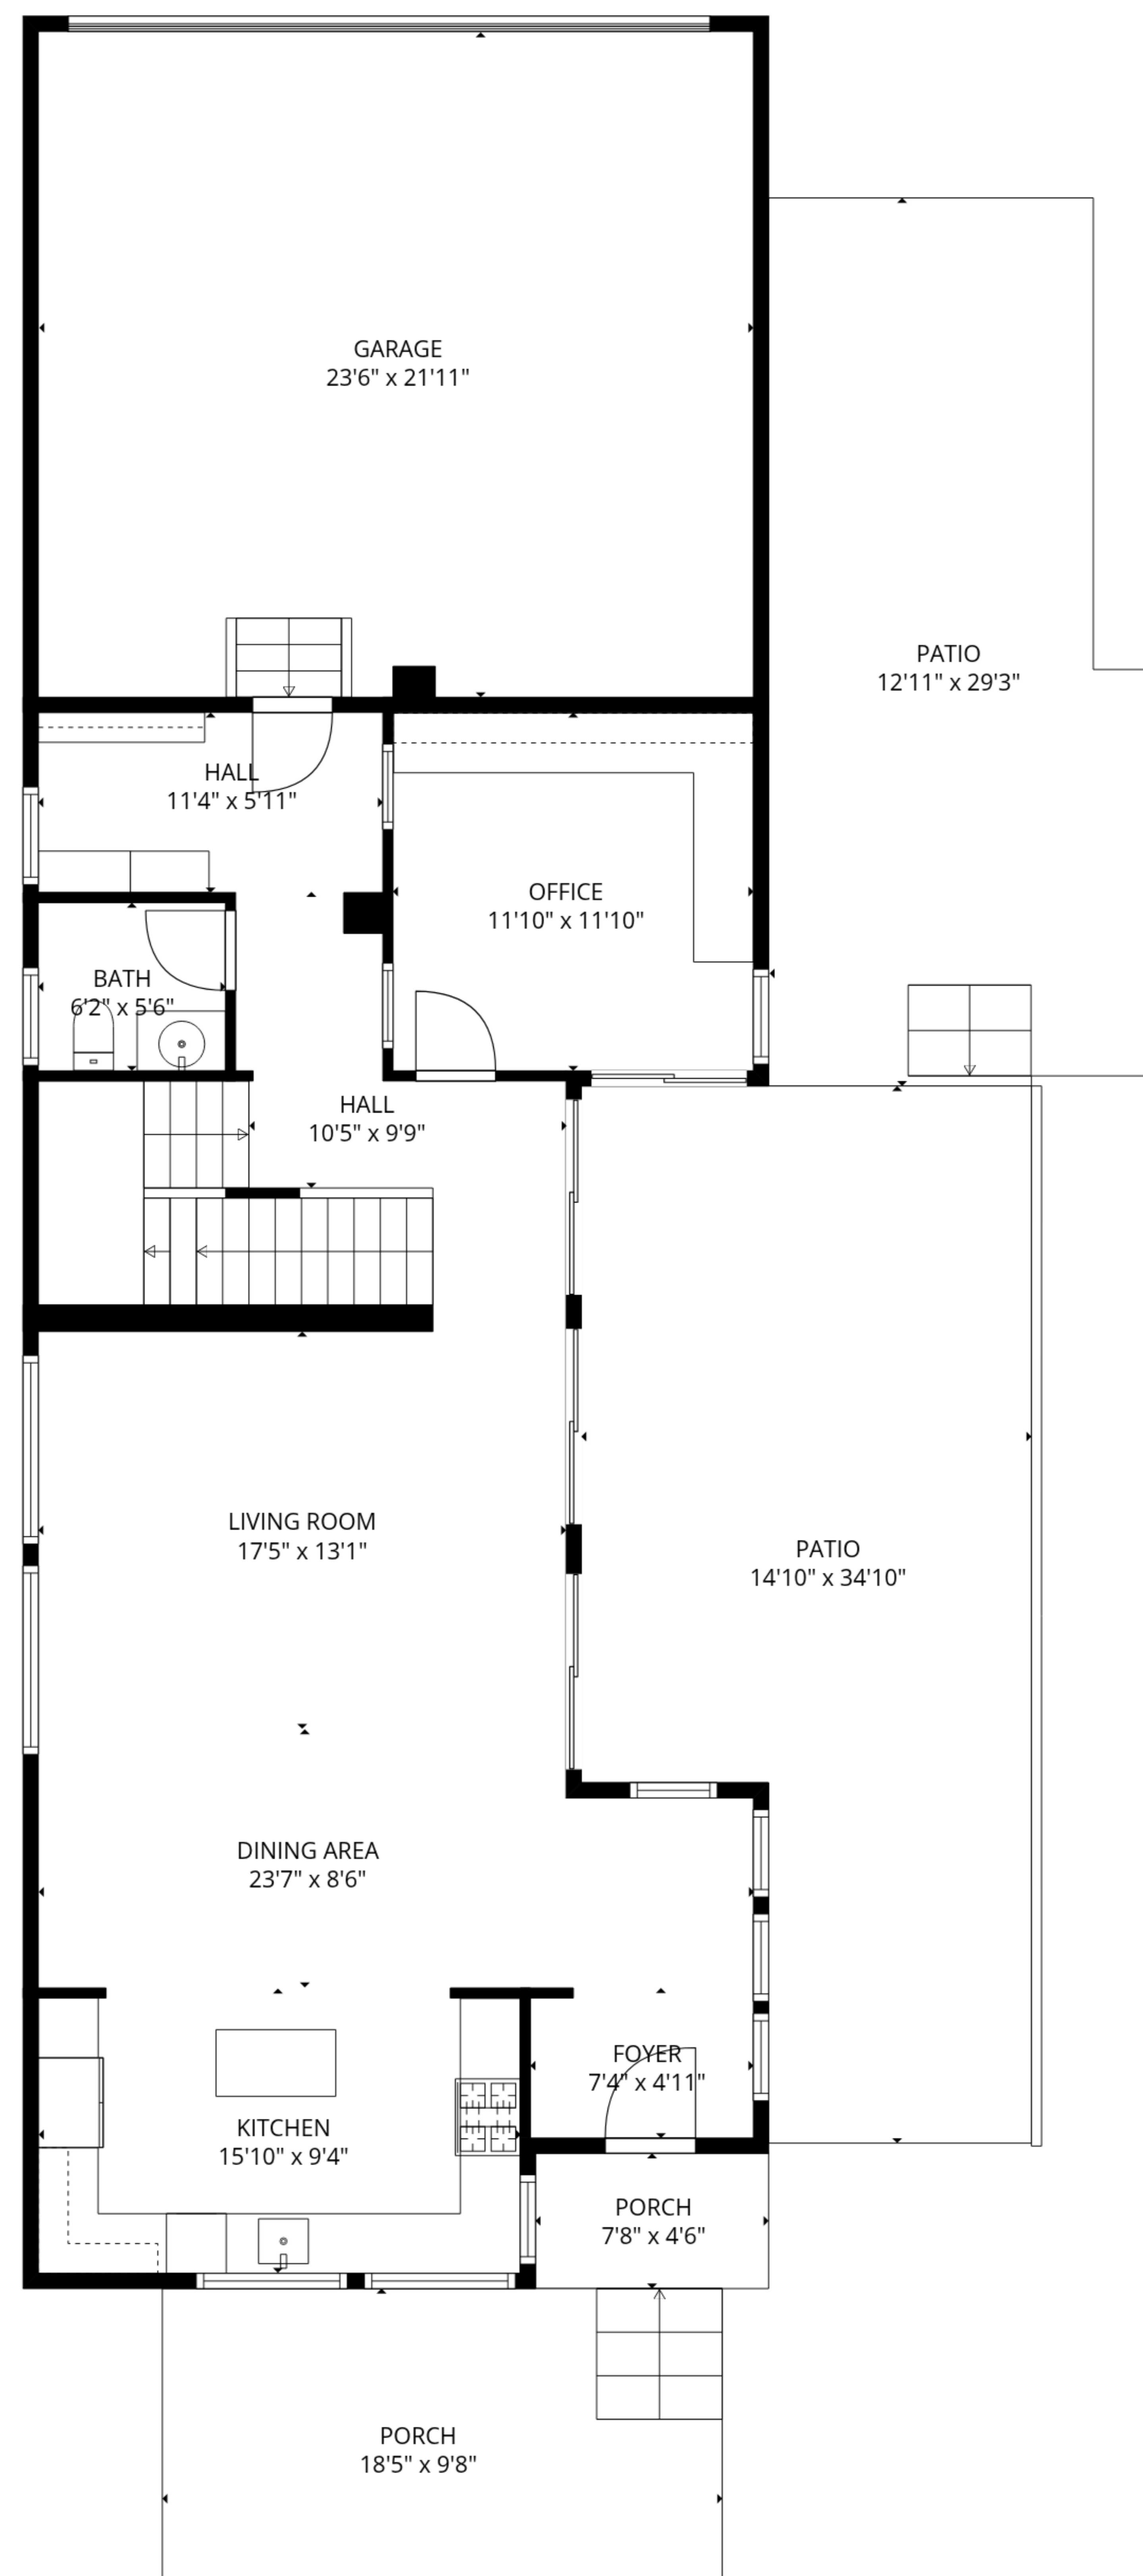 GARAGE
23'6" x 21'11"
PATIO
12'11" x 29'3"
HALL
11'4" x 5'11"
OFFICE
11'10" x 11'10"
BATH
6'2" x 5'6"
HALL
10'5" x 9'9"
LIVING ROOM
17'5" x 13'1"
PATIO
14'10" x 34'10"
DINING AREA
23'7" x 8'6"
FOYER
7'4" x 4'11"
KITCHEN
15'10" x 9'4"
PORCH
7'8" x 4'6"
PORCH
18'5" x 9'8"